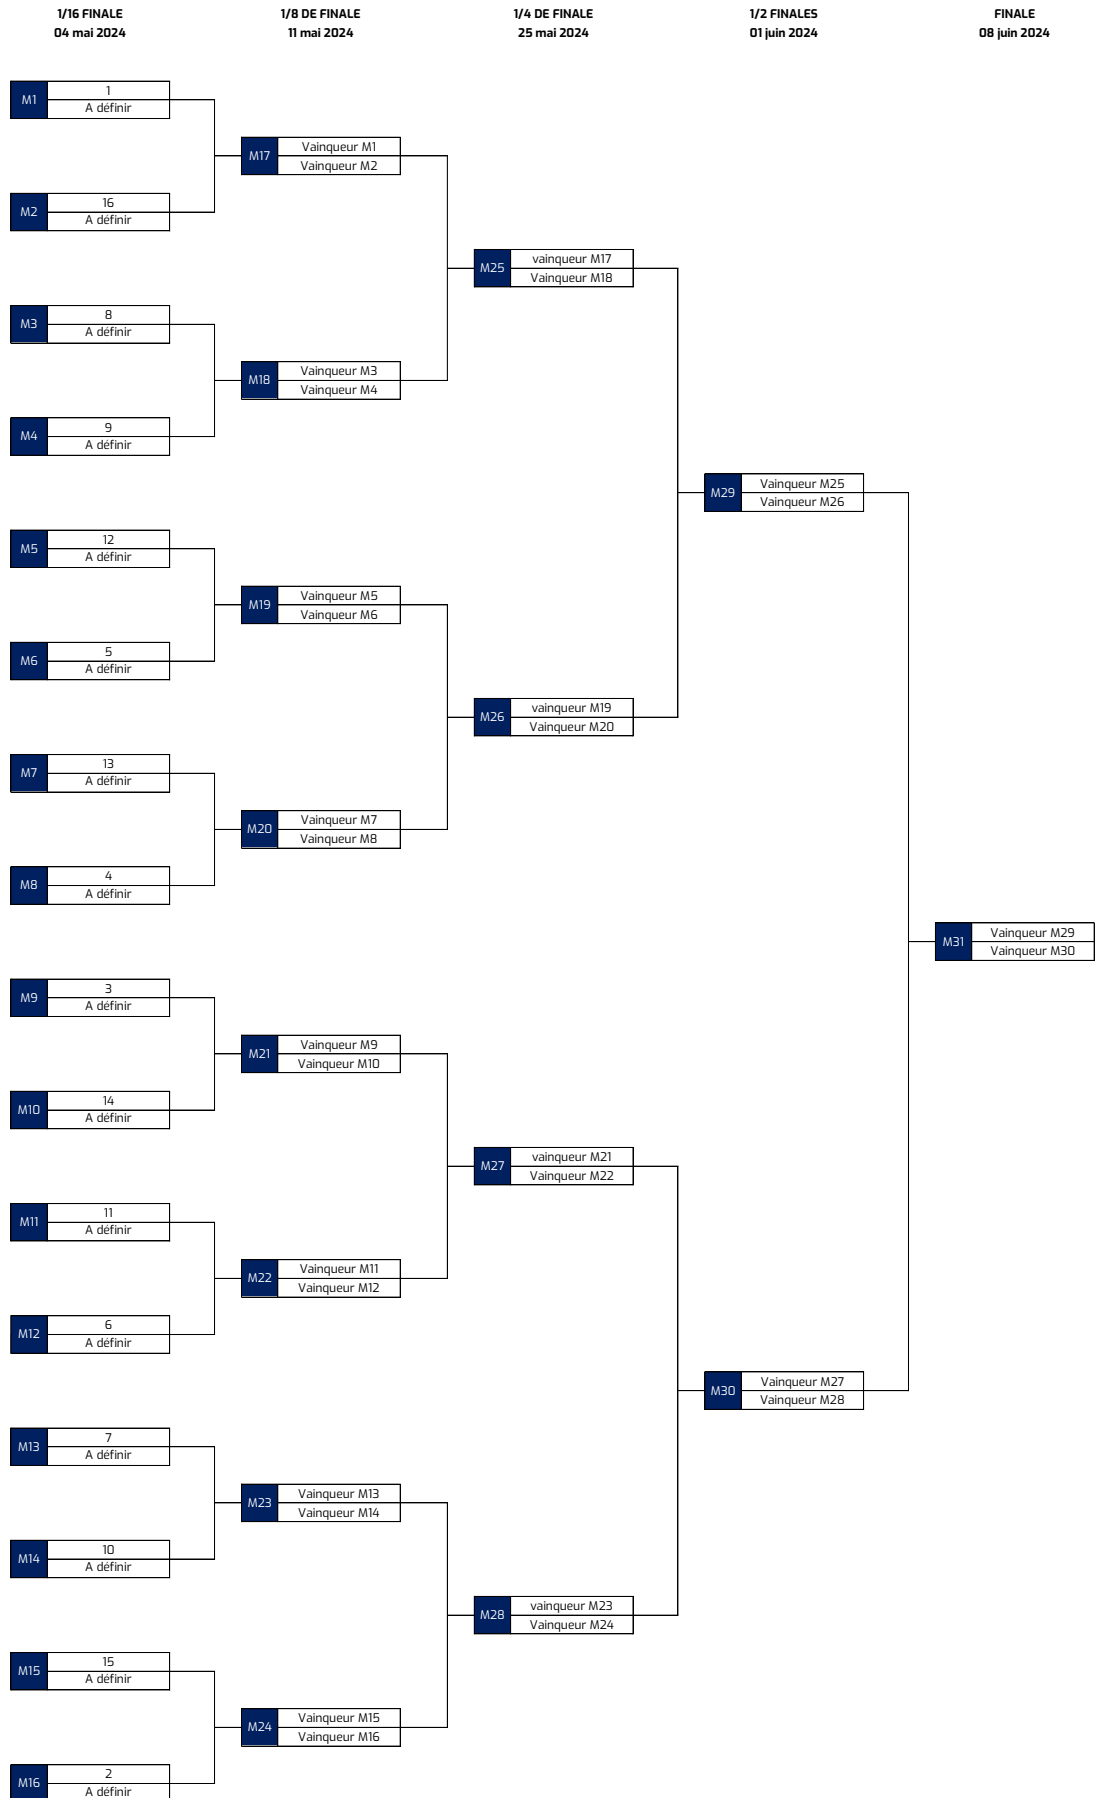 1/16 FINALE
04 mai 2024
1/8 DE FINALE
11 mai 2024
1/4 DE FINALE
25 mai 2024
1/2 FINALES
01 juin 2024
FINALE
08 juin 2024
M1
1
A définir
M2
16
A définir
M3
8
A définir
M4
9
A définir
M5
12
A définir
M6
5
A définir
M7
13
A définir
M8
4
A définir
M9
3
A définir
M10
14
A définir
M11
11
A définir
M12
6
A définir
M13
7
A définir
M14
10
A définir
M15
15
A définir
M16
2
A définir
M17
Vainqueur M1
Vainqueur M2
M18
Vainqueur M3
Vainqueur M4
M19
Vainqueur M5
Vainqueur M6
M20
Vainqueur M7
Vainqueur M8
M21
Vainqueur M9
Vainqueur M10
M22
Vainqueur M11
Vainqueur M12
M23
Vainqueur M13
Vainqueur M14
M24
Vainqueur M15
Vainqueur M16
M25
vainqueur M17
Vainqueur M18
M26
vainqueur M19
Vainqueur M20
M27
vainqueur M21
Vainqueur M22
M28
vainqueur M23
Vainqueur M24
M29
Vainqueur M25
Vainqueur M26
M30
Vainqueur M27
Vainqueur M28
M31
Vainqueur M29
Vainqueur M30